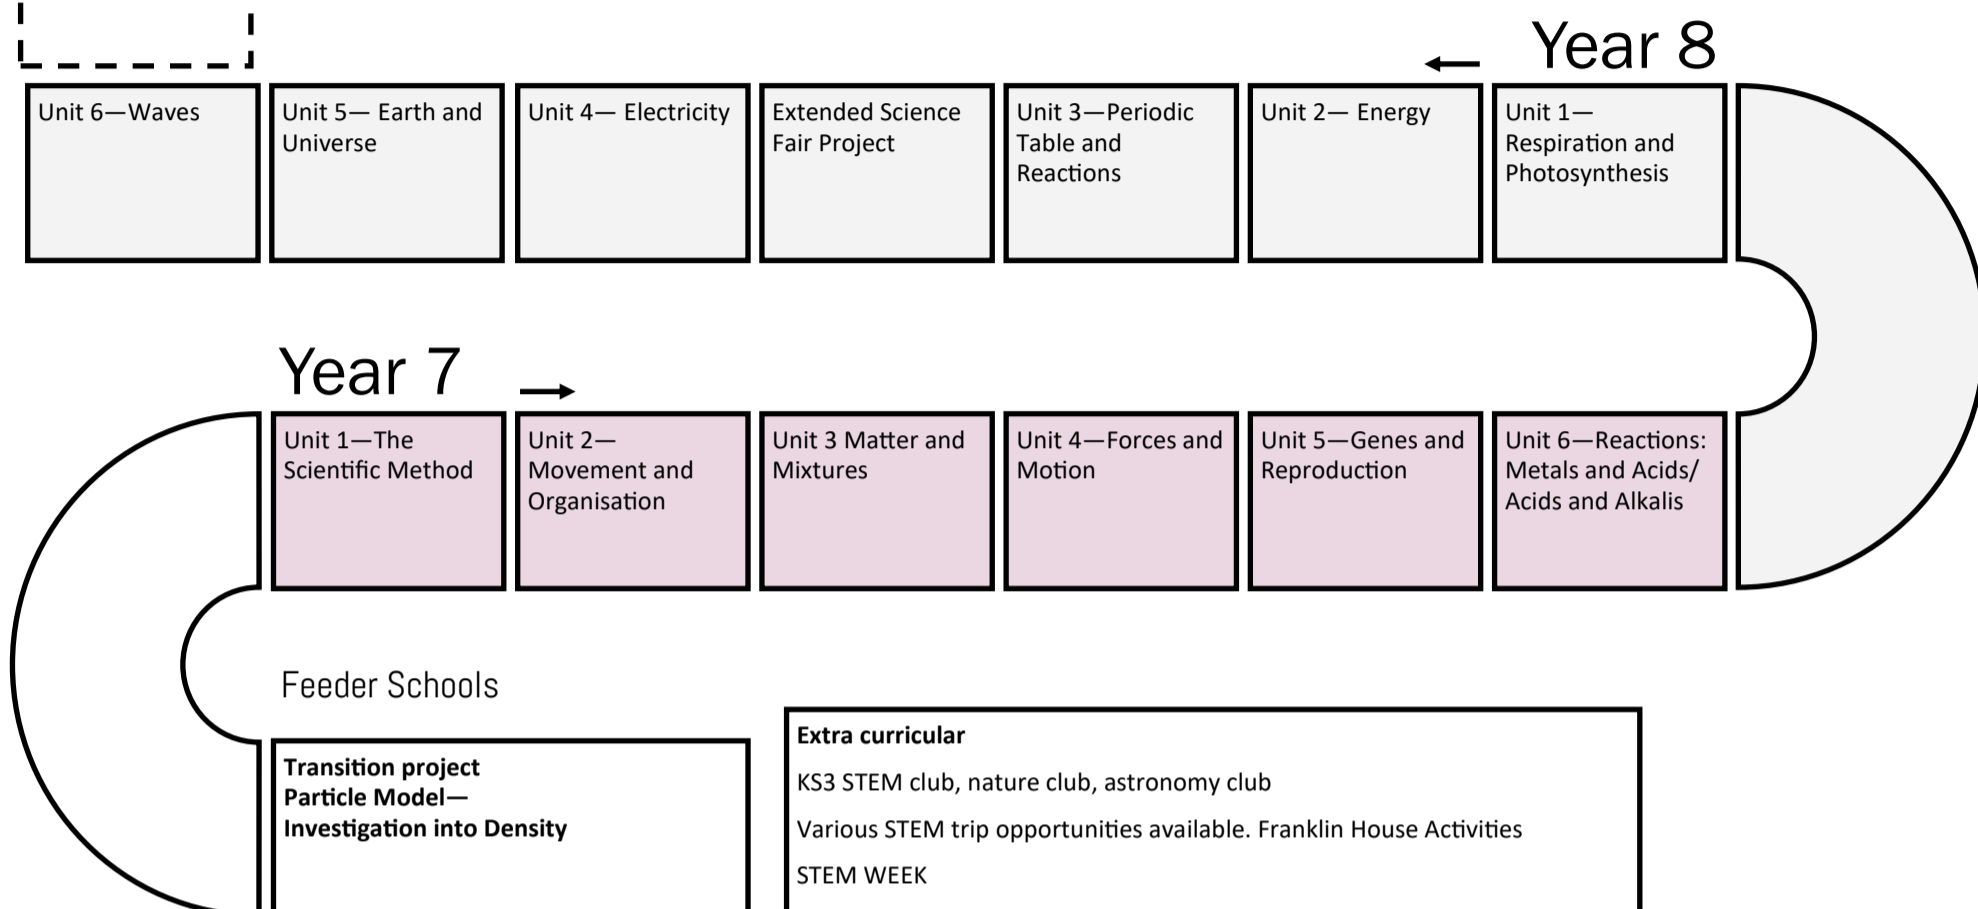 Year 8
Unit 6—Waves
Unit 5— Earth and
Universe
Unit 4— Electricity
Extended Science
Fair Project
Unit 3—Periodic
Table and
Reactions
Unit 2— Energy
Unit 1—
Respiration and
Photosynthesis
Year 7
Unit 1—The
Scientific Method
Unit 2—
Movement and
Organisation
Unit 3 Matter and
Mixtures
Unit 4—Forces and
Motion
Unit 5—Genes and
Reproduction
Unit 6—Reactions:
Metals and Acids/
Acids and Alkalis
Feeder Schools
Transition project
Particle Model—
Investigation into Density
Extra curricular
KS3 STEM club, nature club, astronomy club
Various STEM trip opportunities available. Franklin House Activities
STEM WEEK